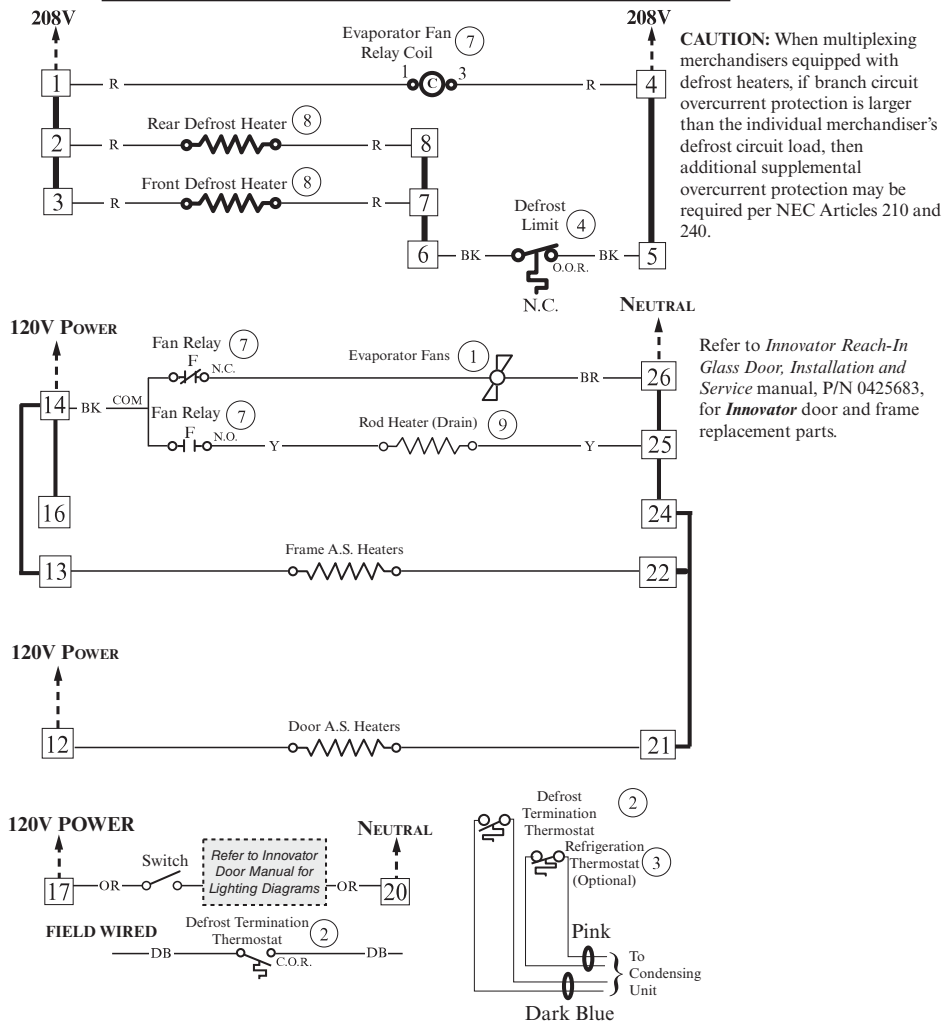 208V
208V
Evaporator Fan
Relay Coil
7
1
R
1
C
3
R
4
CAUTION: When multiplexing
merchandisers equipped with
defrost heaters, if branch circuit
overcurrent protection is larger
than the individual merchandiser's
defrost circuit load, then
additional supplemental
overcurrent protection may be
required per NEC Articles 210 and
240.
Rear Defrost Heater
8
2
R
R
8
Front Defrost Heater
8
3
R
R
7
Defrost
Limit
4
6
BK
O.O.R.
BK
5
N.C.
120V POWER
NEUTRAL
Fan Relay
7
F
N.C.
Evaporator Fans
1
BR
26
Refer to Innovator Reach-In
Glass Door, Installation and
Service manual, P/N 0425683,
for Innovator door and frame
replacement parts.
14
BK
COM
Fan Relay
7
F
N.O.
Y
Rod Heater (Drain)
9
Y
25
16
24
Frame A.S. Heaters
13
22
120V POWER
Door A.S. Heaters
12
21
120V POWER
NEUTRAL
Switch
17
OR
Refer to Innovator
Door Manual for
Lighting Diagrams
OR
20
FIELD WIRED
Defrost Termination
Thermostat
2
DB
C.O.R.
DB
Defrost
Termination
Thermostat
2
Refrigeration
Thermostat
(Optional)
3
Pink
To
Condensing
Unit
Dark Blue